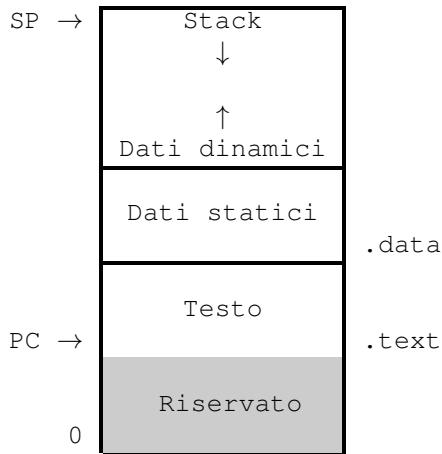 SP → Stack
↓
↑
Dati dinamici
Dati statici
.data
Testo
PC → .text
Riservato
0